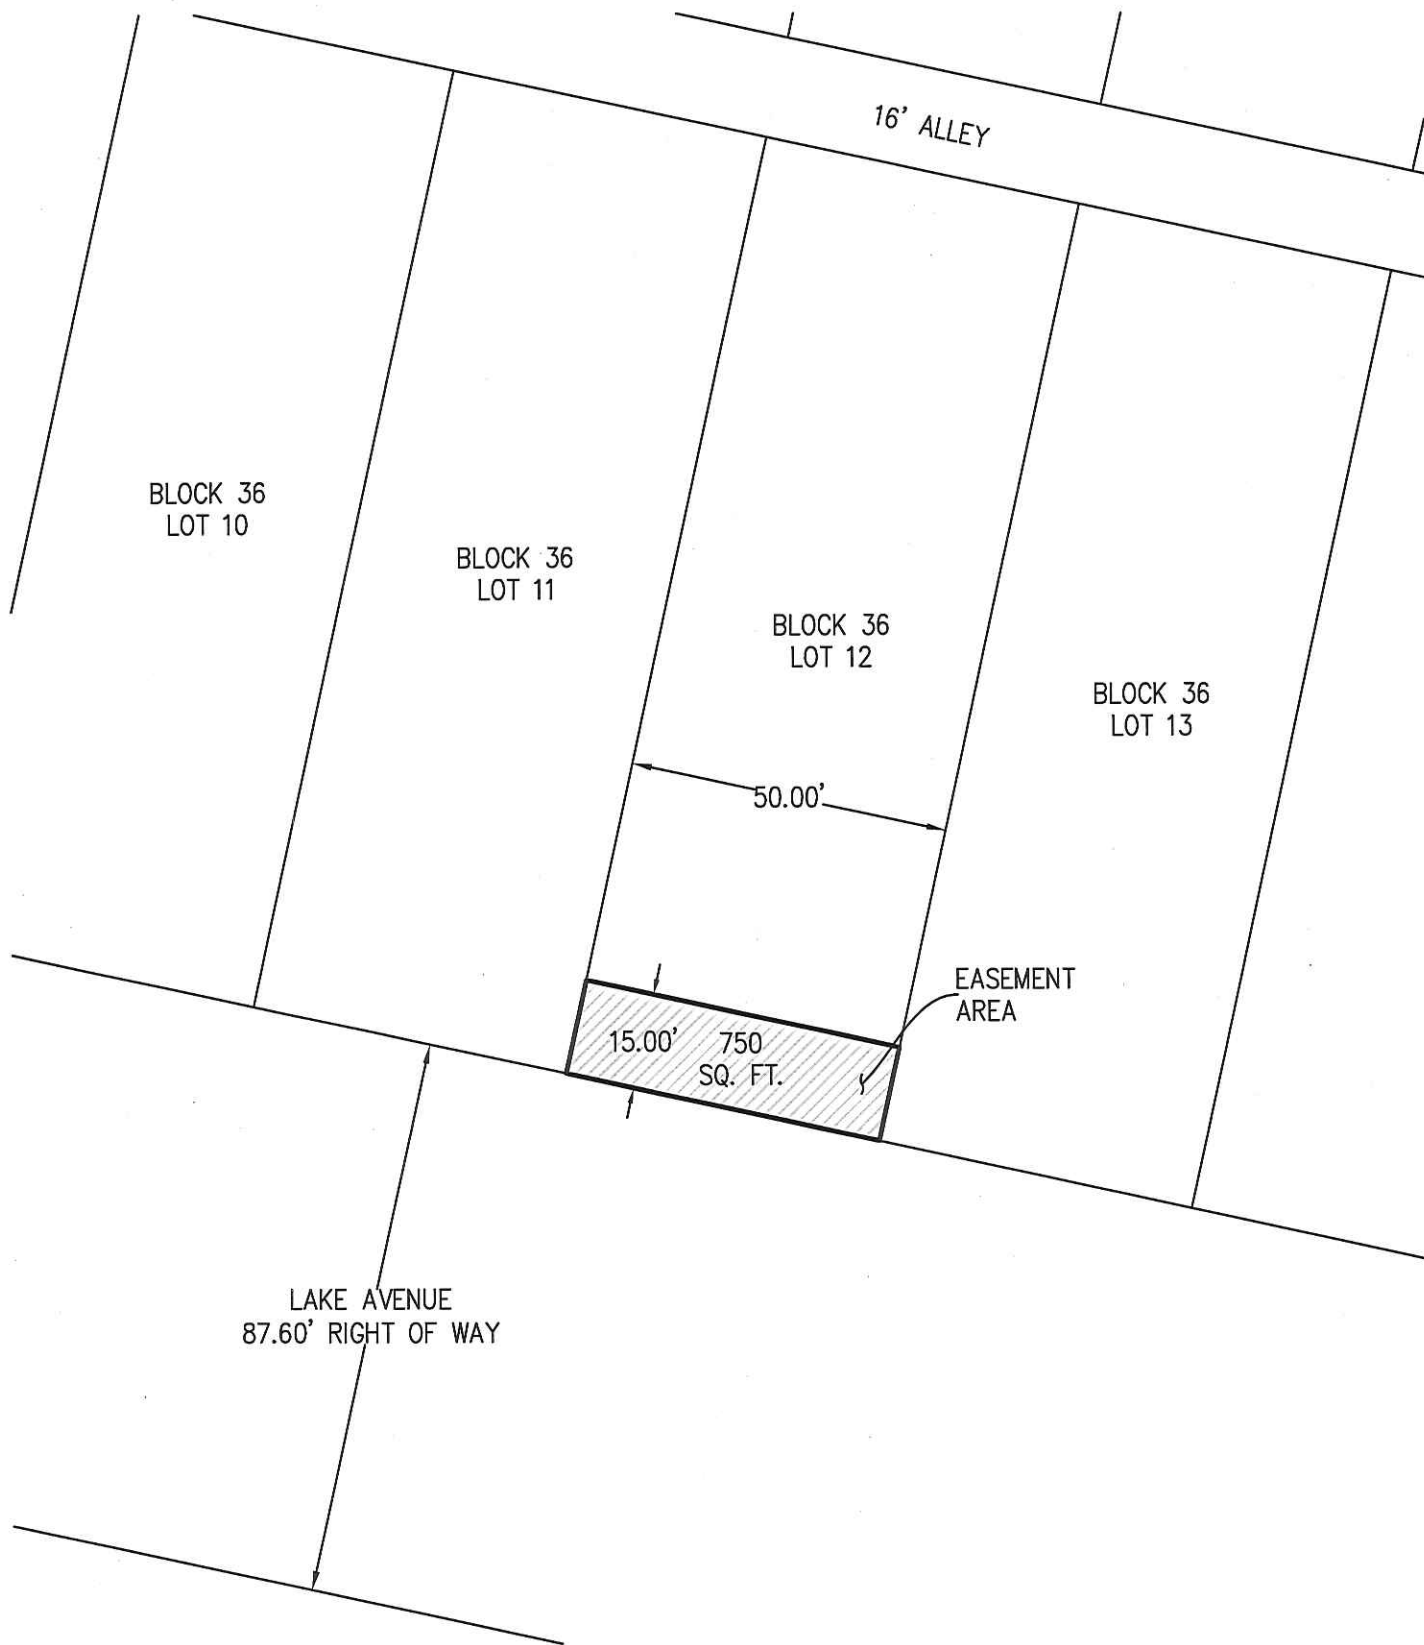 16' ALLEY
BLOCK 36
LOT 10
BLOCK 36
LOT 11
BLOCK 36
LOT 12
BLOCK 36
LOT 13
50.00'
EASEMENT
AREA
15.00' 750
SQ. FT.
LAKE AVENUE
87.60' RIGHT OF WAY